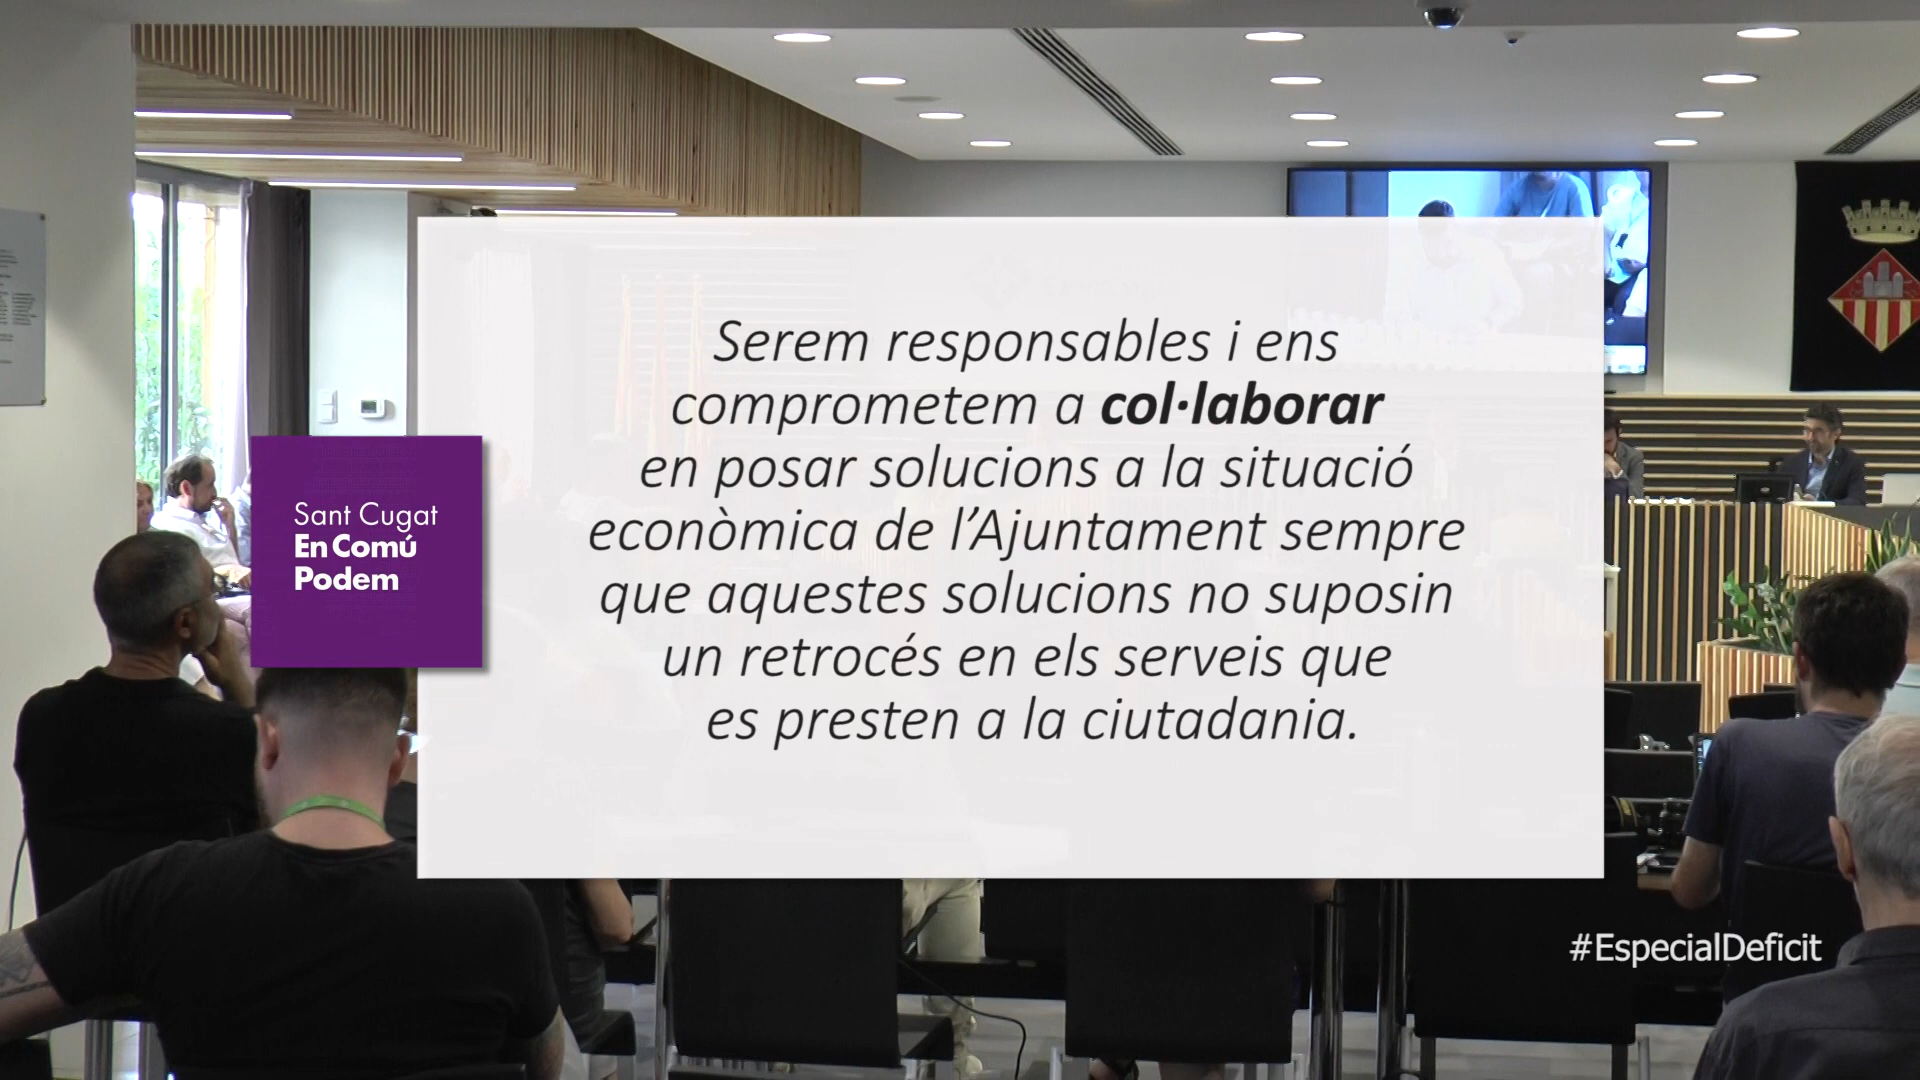 Serem responsables i ens
comprometem a col·laborar
en posar solucions a la situació
econòmica de l’Ajuntament sempre
que aquestes solucions no suposin
un retrocés en els serveis que
es presten a la ciutadania.
Sant Cugat
En Comú
Podem
#EspecialDeficit